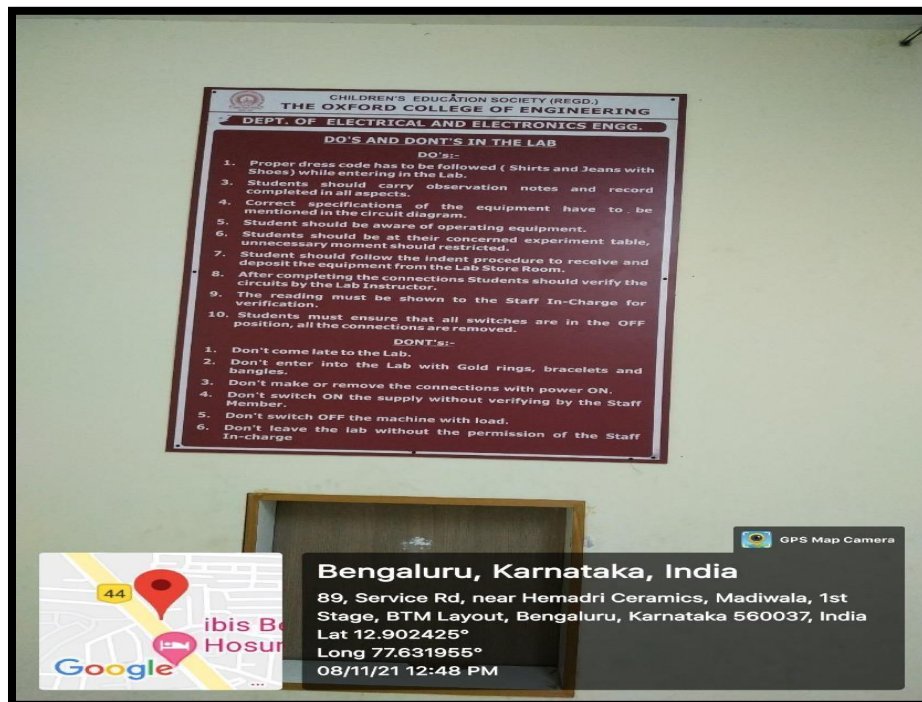 CHILDREN'S EDUCATION SOCIETY (REGD.)
THE OXFORD COLLEGE OF ENGINEERING
DEPT. OF ELECTRICAL AND ELECTRONICS ENGG.
DO'S AND DONT'S IN THE LAB
DO's:-
1. Proper dress code has to be followed ( Shirts and Jeans with
Shoes) while entering in the Lab.
3. Students should carry observation notes and record
completed in all aspects.
4. Correct specifications of the equipment have to be
mentioned in the circuit diagram.
5. Student should be aware of operating equipment.
6. Students should be at their concerned experiment table,
unnecessary moment should restricted.
7. Student should follow the indent procedure to receive and
deposit the equipment from the Lab Store Room.
8. After completing the connections Students should verify the
circuits by the Lab Instructor.
9. The reading must be shown to the Staff In-Charge for
verification.
10. Students must ensure that all switches are in the OFF
position, all the connections are removed.
DONT's:-
1. Don't come late to the Lab.
2. Don't enter into the Lab with Gold rings, bracelets and
bangles.
3. Don't make or remove the connections with power ON.
4. Don't switch ON the supply without verifying by the Staff
Member.
5. Don't switch OFF the machine with load.
6. Don't leave the lab without the permission of the Staff
In-charge
GPS Map Camera
Bengaluru, Karnataka, India
89, Service Rd, near Hemadri Ceramics, Madiwala, 1st
Stage, BTM Layout, Bengaluru, Karnataka 560037, India
Lat 12.902425°
Long 77.631955°
08/11/21 12:48 PM
44
ibis Be
Hosur
Google